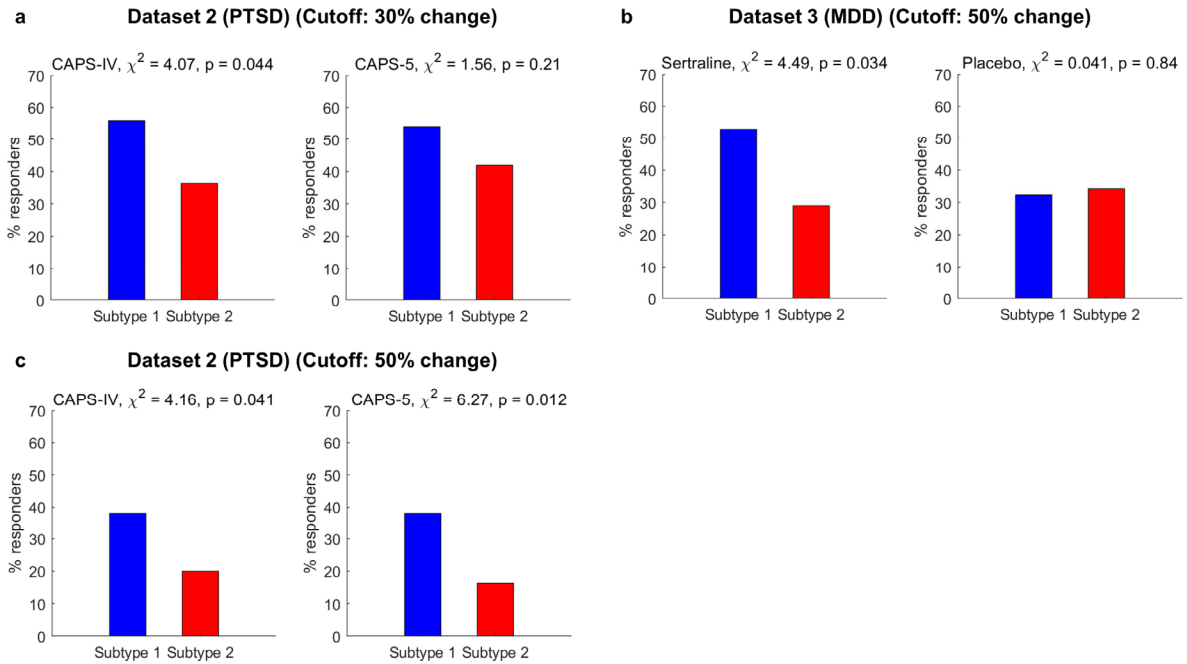 a Dataset 2 (PTSD) (Cutoff: 30% change)
CAPS-IV, χ² = 4.07, p = 0.044
70
60
50
40
30
20
10
0
% responders
Subtype 1 Subtype 2
CAPS-5, χ² = 1.56, p = 0.21
70
60
50
40
30
20
10
0
% responders
Subtype 1 Subtype 2
b Dataset 3 (MDD) (Cutoff: 50% change)
Sertraline, χ² = 4.49, p = 0.034
70
60
50
40
30
20
10
0
% responders
Subtype 1 Subtype 2
Placebo, χ² = 0.041, p = 0.84
70
60
50
40
30
20
10
0
% responders
Subtype 1 Subtype 2
c Dataset 2 (PTSD) (Cutoff: 50% change)
CAPS-IV, χ² = 4.16, p = 0.041
70
60
50
40
30
20
10
0
% responders
Subtype 1 Subtype 2
CAPS-5, χ² = 6.27, p = 0.012
70
60
50
40
30
20
10
0
% responders
Subtype 1 Subtype 2